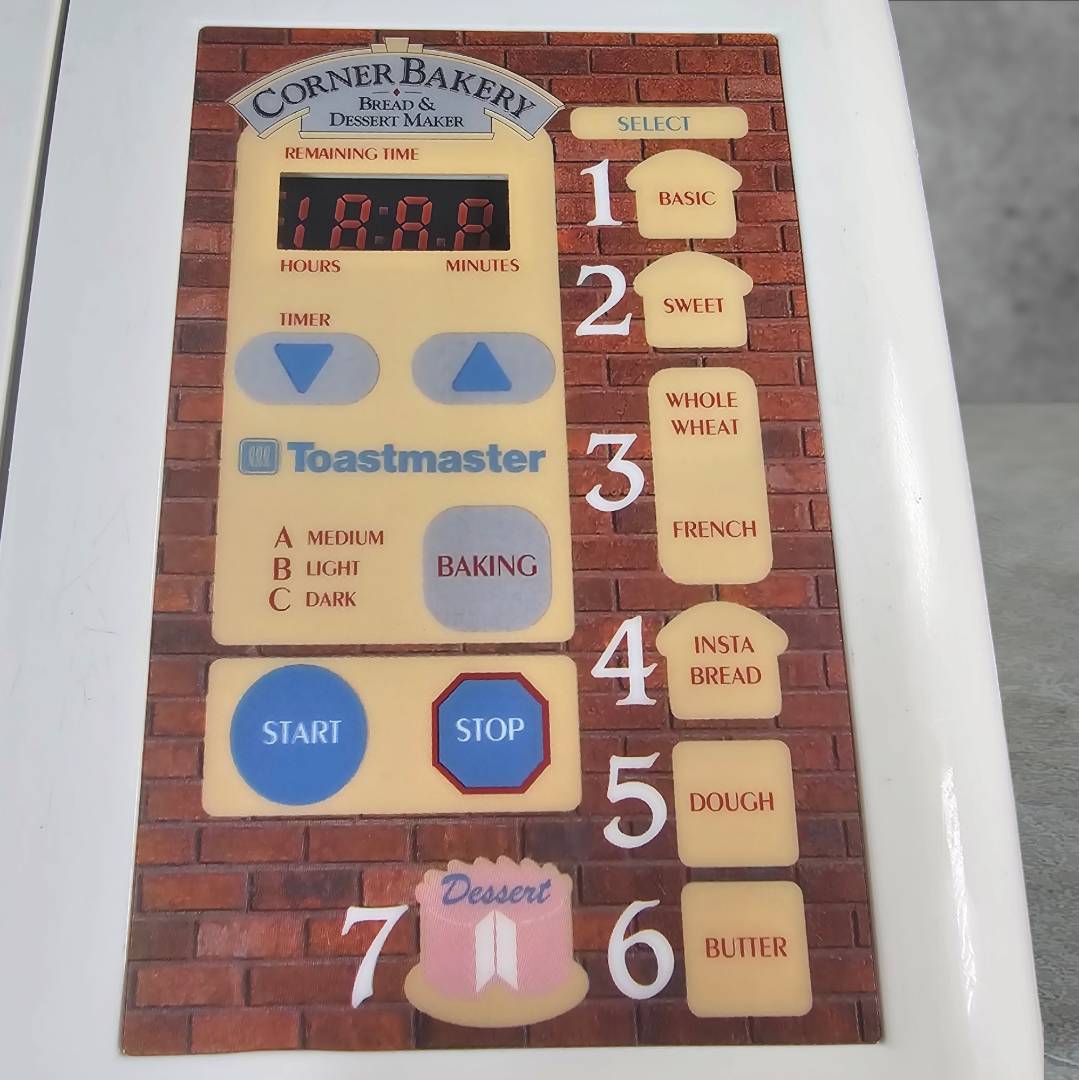 CORNER BAKERY
BREAD &
DESSERT MAKER
REMAINING TIME
HOURS MINUTES
TIMER
Toastmaster
A MEDIUM
B LIGHT
C DARK
BAKING
START
STOP
SELECT
1 BASIC
2 SWEET
3
WHOLE
WHEAT
FRENCH
4
INSTA
BREAD
5 DOUGH
6 BUTTER
7 Dessert